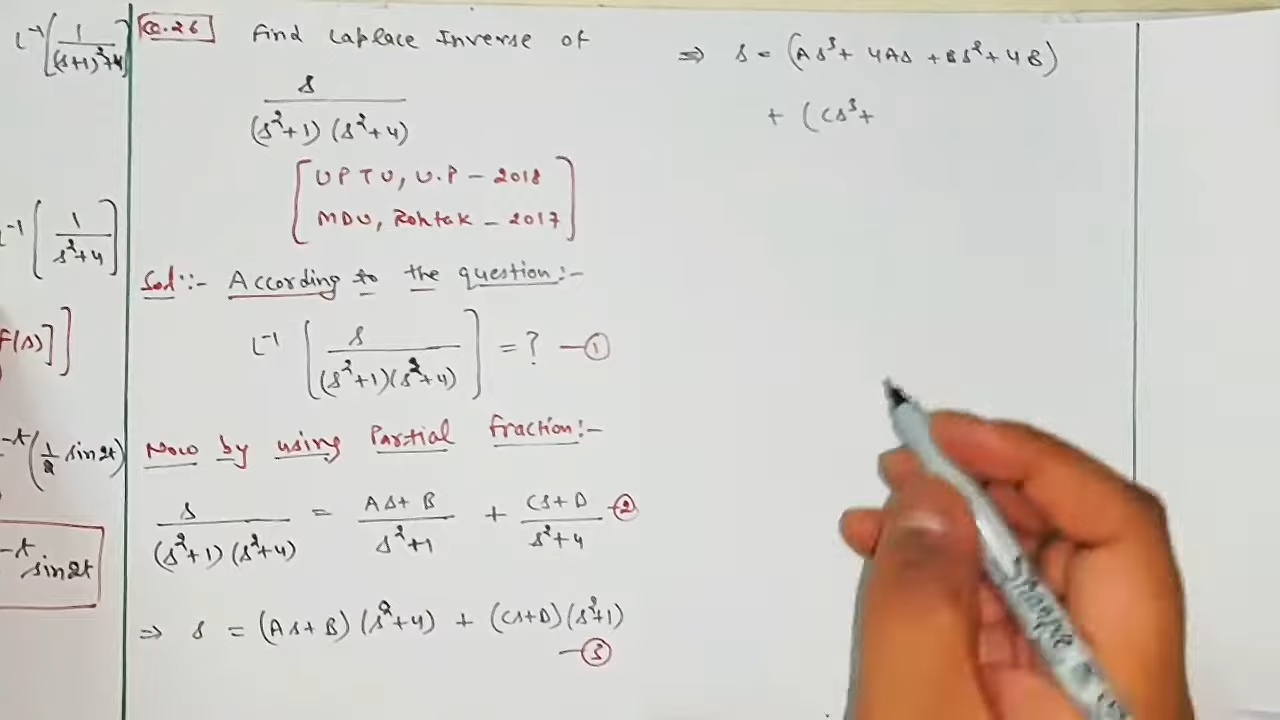 L⁻¹[1/((s+1)²+4)]
L⁻¹[1/(s²+4)]
F(s)]]
e⁻ᵗ(1/2 sin2t)
⁻ᵗ sin2t
Q.26 Find Laplace Inverse of
s/((s²+1)(s²+4))
[UPTU, U.P - 2018
MDU, Rohtak - 2017]
Sol::- According to the question:-
L⁻¹[s/((s²+1)(s²+4))] = ? —①
Now by using Partial fraction:-
s/((s²+1)(s²+4)) = (As+B)/(s²+1) + (Cs+D)/(s²+4) —②
⇒ s = (As+B)(s²+4) + (Cs+D)(s²+1)
—③
⇒ s = (As³+ 4As + Bs²+ 4B)
+ (Cs³+